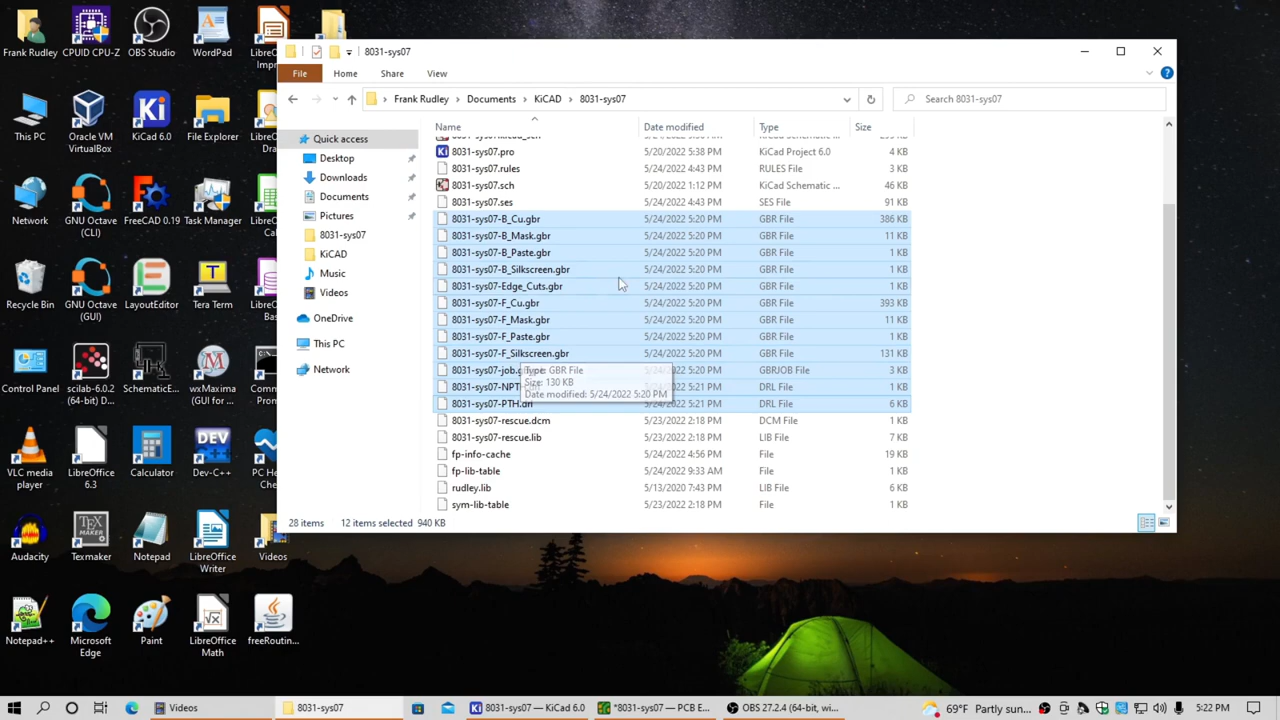 8031-sys07
File Home Share View
Frank Rudley Documents KiCAD 8031-sys07
Search 8031-sys07
Name Date modified Type Size
8031-sys07.pro 5/20/2022 5:38 PM KiCad Project 6.0 4 KB
8031-sys07.rules 5/24/2022 4:43 PM RULES File 3 KB
8031-sys07.sch 5/20/2022 1:12 PM KiCad Schematic ... 46 KB
8031-sys07.ses 5/24/2022 4:43 PM SES File 91 KB
8031-sys07-B_Cu.gbr 5/24/2022 5:20 PM GBR File 386 KB
8031-sys07-B_Mask.gbr 5/24/2022 5:20 PM GBR File 11 KB
8031-sys07-B_Paste.gbr 5/24/2022 5:20 PM GBR File 1 KB
8031-sys07-B_Silkscreen.gbr 5/24/2022 5:20 PM GBR File 1 KB
8031-sys07-Edge_Cuts.gbr 5/24/2022 5:20 PM GBR File 1 KB
8031-sys07-F_Cu.gbr 5/24/2022 5:20 PM GBR File 393 KB
8031-sys07-F_Mask.gbr 5/24/2022 5:20 PM GBR File 11 KB
8031-sys07-F_Paste.gbr 5/24/2022 5:20 PM GBR File 1 KB
8031-sys07-F_Silkscreen.gbr 5/24/2022 5:20 PM GBR File 131 KB
8031-sys07-job.g 5/24/2022 5:20 PM GBRJOB File 3 KB
Type: GBR File
Size: 130 KB
Date modified: 5/24/2022 5:20 PM
8031-sys07-NPT 5/24/2022 5:21 PM DRL File 1 KB
8031-sys07-PTH.drl 5/24/2022 5:21 PM DRL File 6 KB
8031-sys07-rescue.dcm 5/23/2022 2:18 PM DCM File 1 KB
8031-sys07-rescue.lib 5/23/2022 2:18 PM LIB File 7 KB
fp-info-cache 5/24/2022 4:56 PM File 19 KB
fp-lib-table 5/24/2022 9:33 AM File 1 KB
rudley.lib 5/13/2020 7:43 PM LIB File 1 KB
sym-lib-table 5/23/2022 2:18 PM File 1 KB
28 items 12 items selected 940 KB
Quick access
Desktop
Downloads
Documents
Pictures
8031-sys07
KiCAD
Music
Videos
OneDrive
This PC
Network
Frank Rudley CPUID CPU-Z OBS Studio WordPad LibreO
Impr
This PC Oracle VM
VirtualBox KiCad 6.0 File Explorer LibreO
Dra
Network GNU Octave
(CLI) FreeCAD 0.19 Task Manager LibreO
Bas
Recycle Bin GNU Octave
(GUI) LayoutEditor Tera Term
Control Panel scilab-6.0.2
(64-bit) D... SchematicE... wxMaxima
(GUI for M... Comm
Prom
VLC media
player LibreOffice
6.3 Calculator Dev-C++ PC He
Che
Audacity Texmaker Notepad LibreOffice
Writer Videos
Notepad++ Microsoft
Edge Paint LibreOffice
Math freeRoutin...
Videos 8031-sys07 8031-sys07 — KiCad 6.0 *8031-sys07 — PCB E... OBS 27.2.4 (64-bit, wi... 69°F Partly sun... 5:22 PM